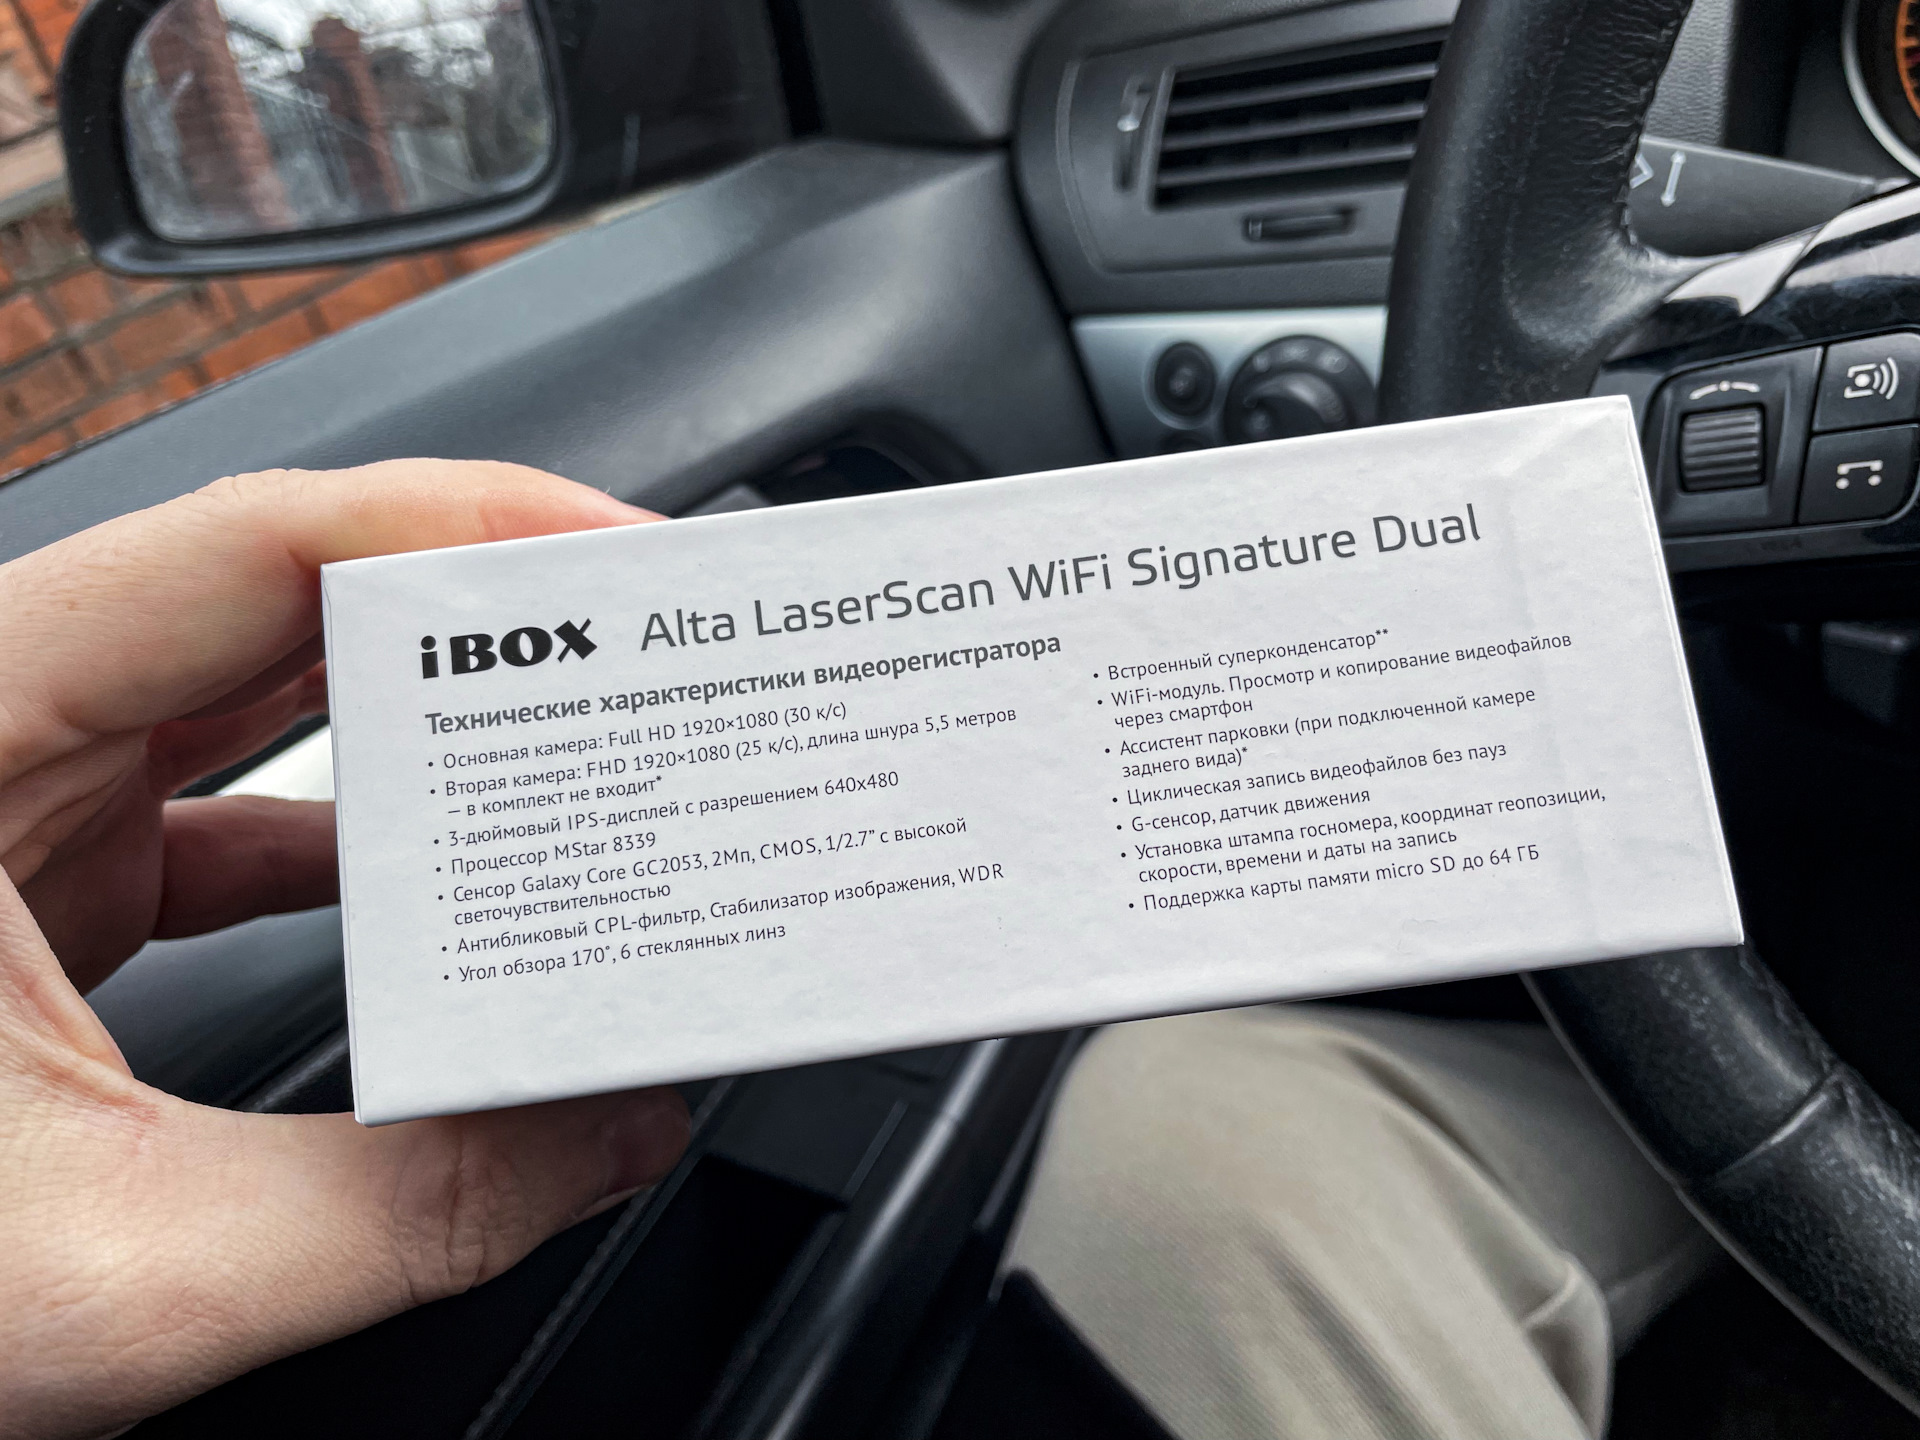 iBOX Alta LaserScan WiFi Signature Dual
Технические характеристики видеорегистратора
• Основная камера: Full HD 1920×1080 (30 к/с)
• Вторая камера: FHD 1920×1080 (25 к/с), длина шнура 5,5 метров
— в комплект не входит*
• 3-дюймовый IPS-дисплей с разрешением 640x480
• Процессор MStar 8339
• Сенсор Galaxy Core GC2053, 2Мп, CMOS, 1/2.7” с высокой
светочувствительностью
• Антибликовый CPL-фильтр, Стабилизатор изображения, WDR
• Угол обзора 170˚, 6 стеклянных линз
• Встроенный суперконденсатор**
• WiFi-модуль. Просмотр и копирование видеофайлов
через смартфон
• Ассистент парковки (при подключенной камере
заднего вида)*
• Циклическая запись видеофайлов без пауз
• G-сенсор, датчик движения
• Установка штампа госномера, координат геопозиции,
скорости, времени и даты на запись
• Поддержка карты памяти micro SD до 64 ГБ